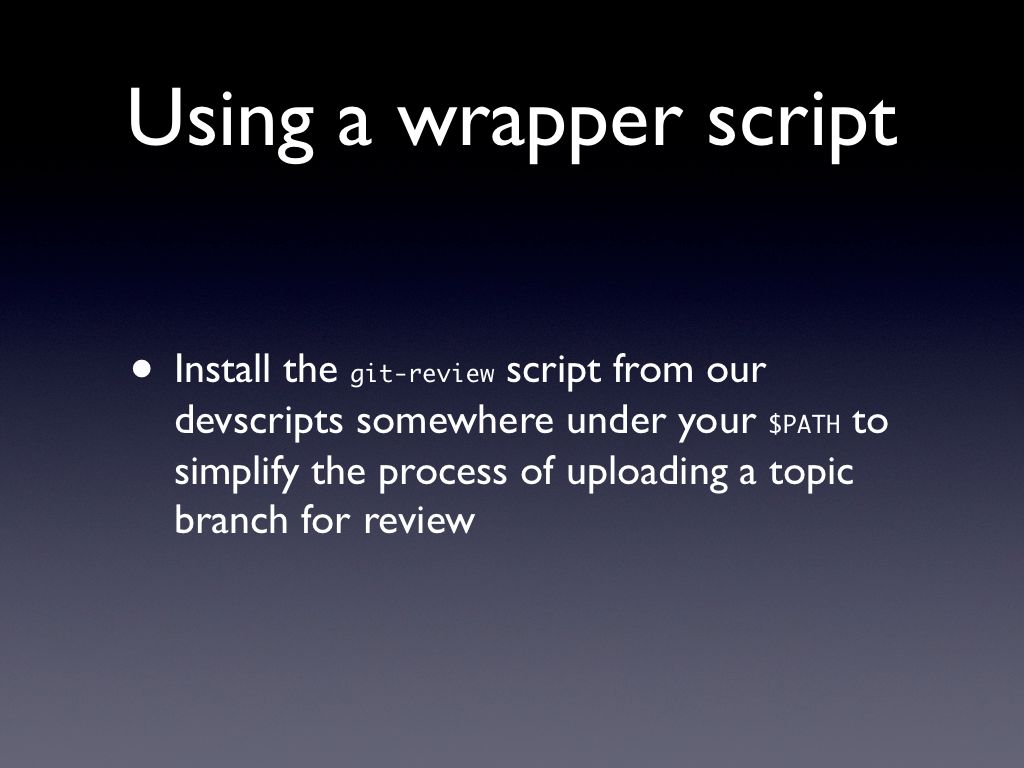 Using a wrapper script
• Install the git-review script from our
devscripts somewhere under your $PATH to
simplify the process of uploading a topic
branch for review